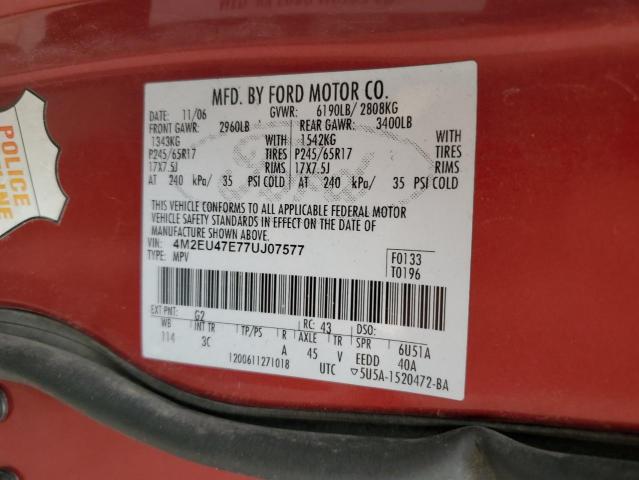 MFD. BY FORD MOTOR CO.
DATE: 11/06 GVWR: 6190LB/ 2808KG
FRONT GAWR: 2960LB REAR GAWR: 3400LB
1343KG WITH 1542KG WITH
P245/65R17 TIRES P245/65R17 TIRES
17X7.5J RIMS 17X7.5J RIMS
AT 240 kPa/ 35 PSI COLD AT 240 kPa/ 35 PSI COLD
THIS VEHICLE CONFORMS TO ALL APPLICABLE FEDERAL MOTOR
VEHICLE SAFETY STANDARDS IN EFFECT ON THE DATE OF
MANUFACTURE SHOWN ABOVE.
VIN: 4M2EU47E77UJ07577
TYPE: MPV
F0133
T0196
EXT PNT: G2 RC: 43 DSO:
WB INT TR TP/PS R AXLE TR SPR 6U51A
114 3C A 45 V EEDD 40A
1200611271018 UTC ▽5U5A-1520472-BA
POLICE
LINE
Ford